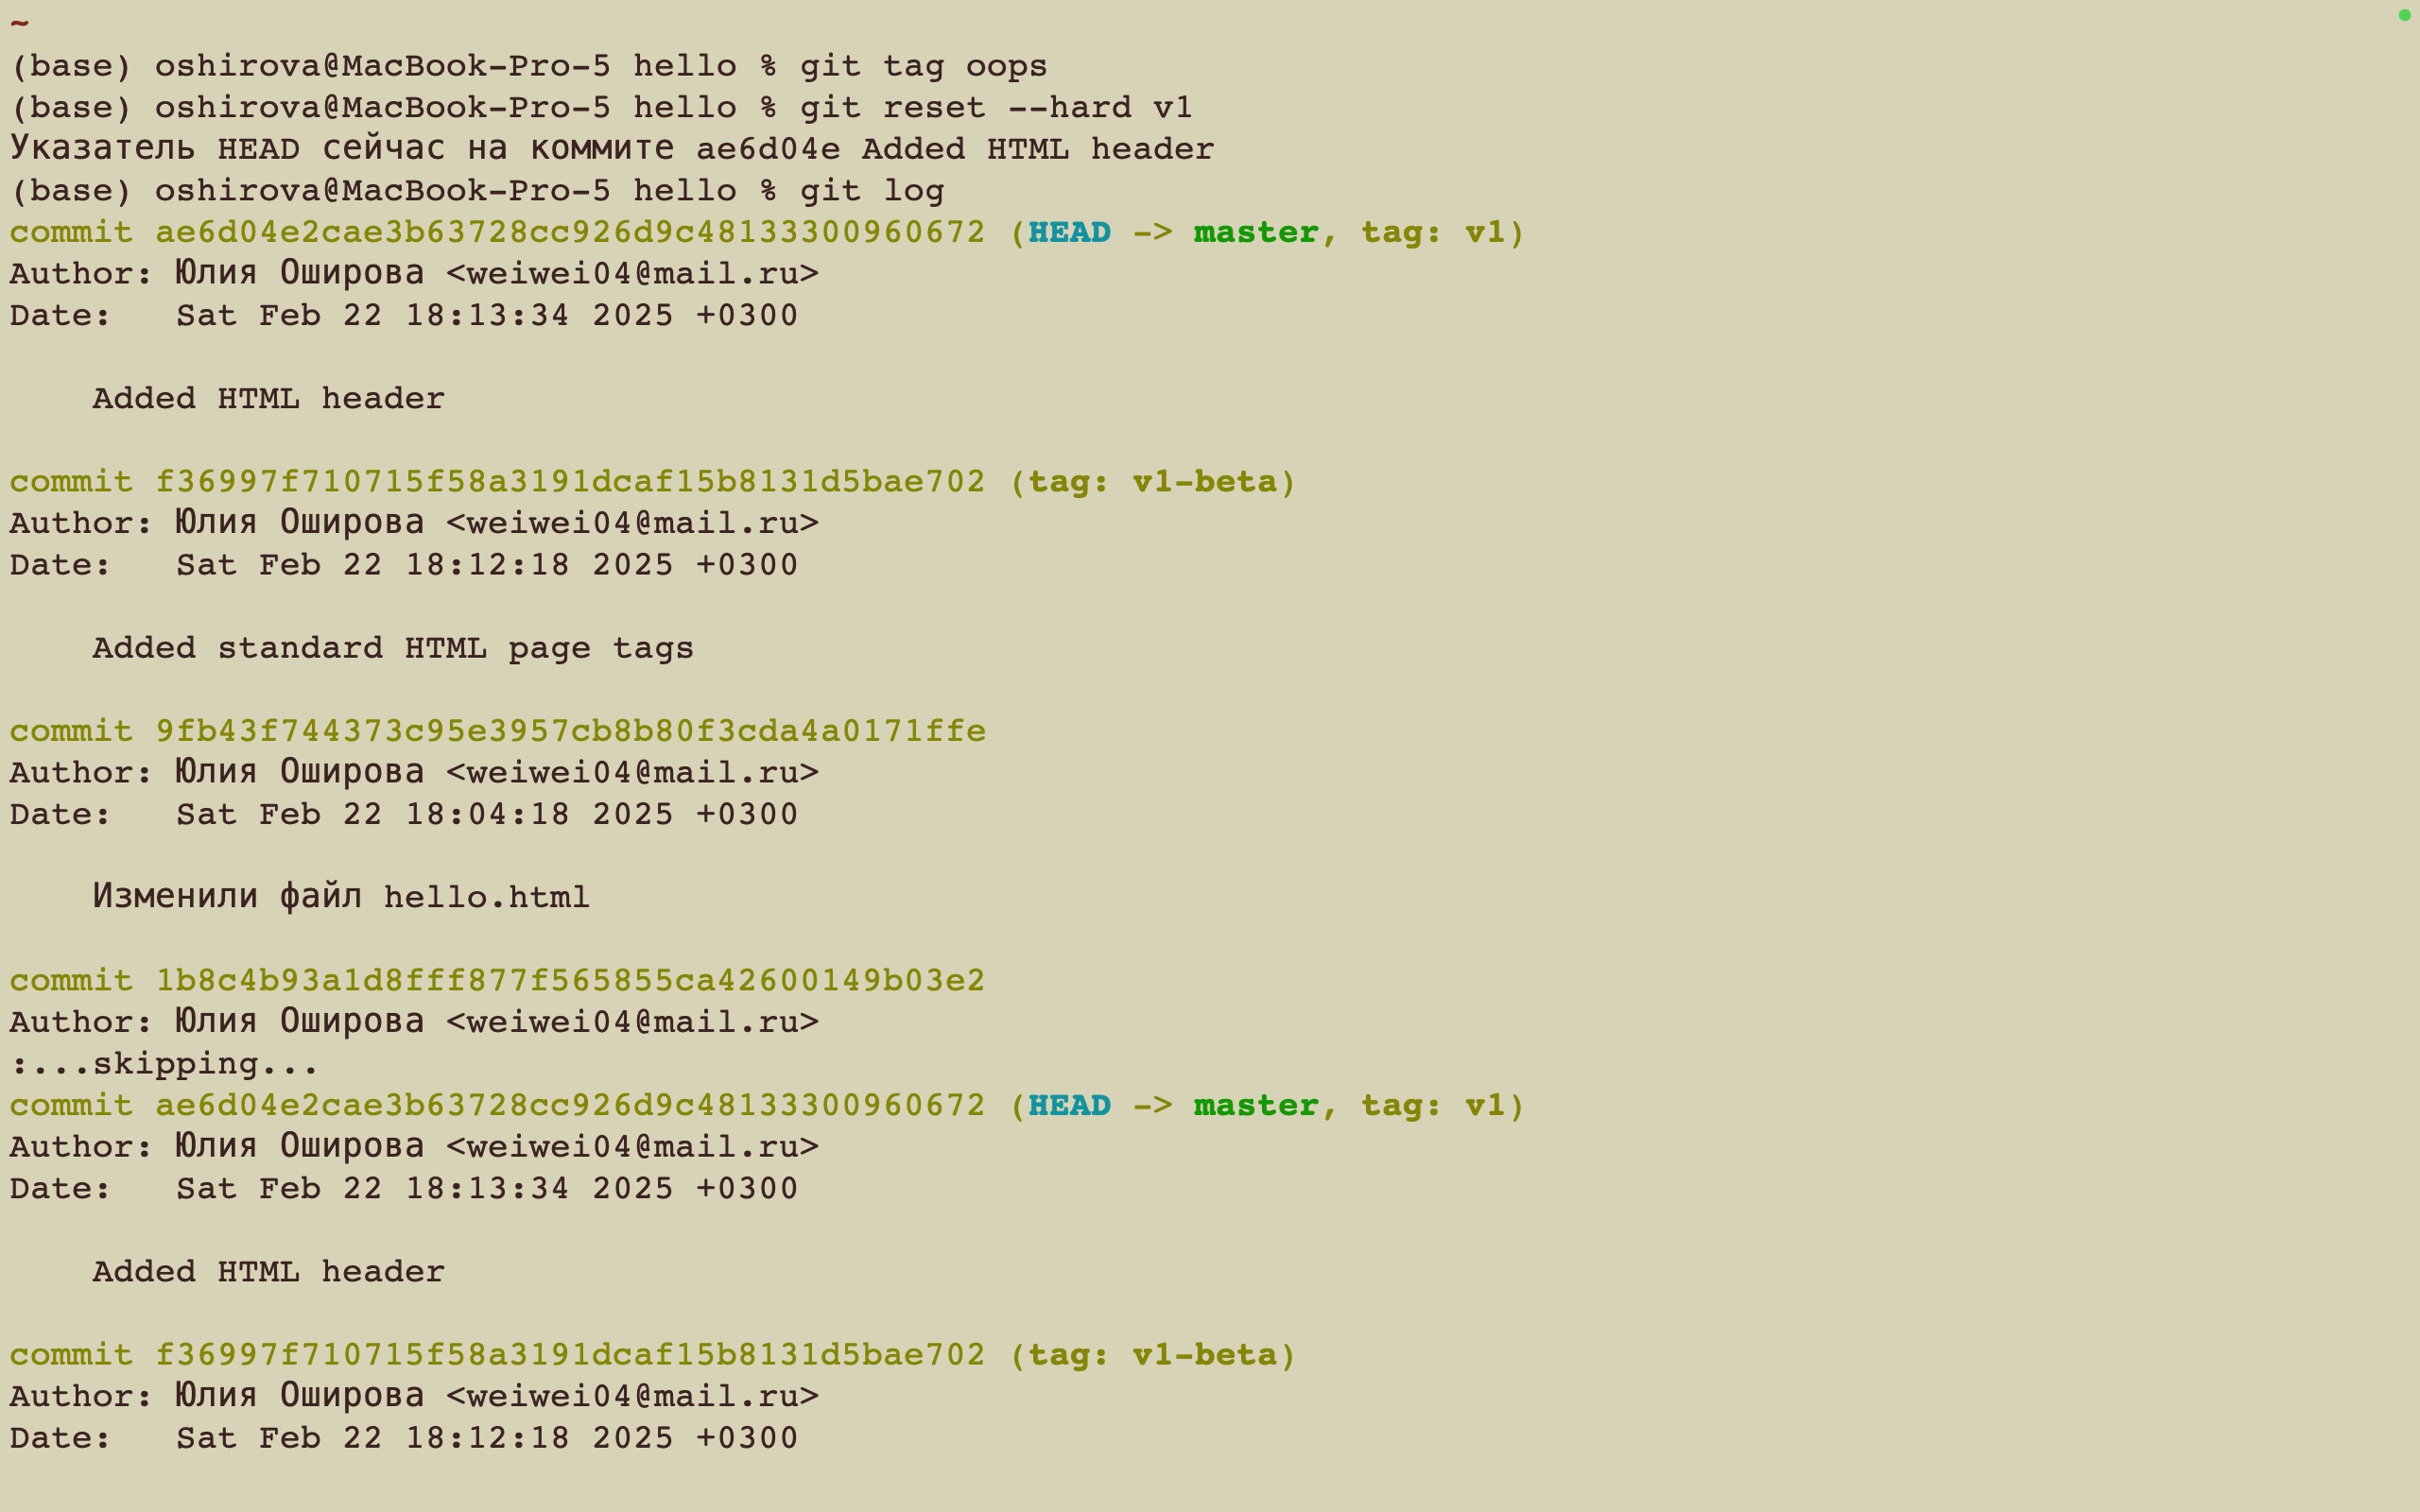 ~
(base) oshirova@MacBook-Pro-5 hello % git tag oops
(base) oshirova@MacBook-Pro-5 hello % git reset --hard v1
Указатель HEAD сейчас на коммите ae6d04e Added HTML header
(base) oshirova@MacBook-Pro-5 hello % git log
commit ae6d04e2cae3b63728cc926d9c48133300960672 (HEAD -> master, tag: v1)
Author: Юлия Оширова <weiwei04@mail.ru>
Date:   Sat Feb 22 18:13:34 2025 +0300
    Added HTML header
commit f36997f710715f58a3191dcaf15b8131d5bae702 (tag: v1-beta)
Author: Юлия Оширова <weiwei04@mail.ru>
Date:   Sat Feb 22 18:12:18 2025 +0300
    Added standard HTML page tags
commit 9fb43f744373c95e3957cb8b80f3cda4a0171ffe
Author: Юлия Оширова <weiwei04@mail.ru>
Date:   Sat Feb 22 18:04:18 2025 +0300
    Изменили файл hello.html
commit 1b8c4b93a1d8fff877f565855ca42600149b03e2
Author: Юлия Оширова <weiwei04@mail.ru>
:...skipping...
commit ae6d04e2cae3b63728cc926d9c48133300960672 (HEAD -> master, tag: v1)
Author: Юлия Оширова <weiwei04@mail.ru>
Date:   Sat Feb 22 18:13:34 2025 +0300
    Added HTML header
commit f36997f710715f58a3191dcaf15b8131d5bae702 (tag: v1-beta)
Author: Юлия Оширова <weiwei04@mail.ru>
Date:   Sat Feb 22 18:12:18 2025 +0300